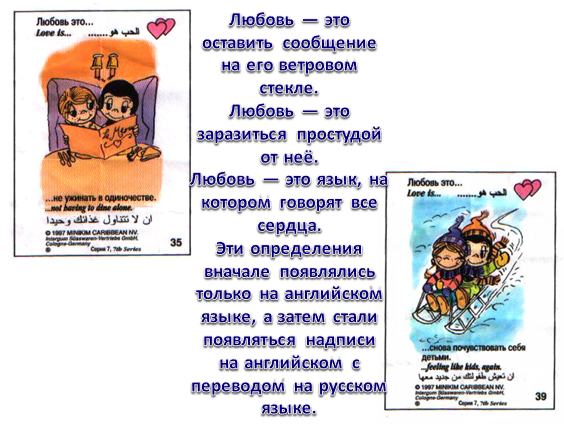 Любовь это...
Love is...
الحب هو.......
...не ужинать в одиночестве.
...not having to dine alone.
ان لا تتناول غذائك وحيدا
© 1997 MINIKIM CARIBBEAN NV.
Intergum Süsswaren-Vertriebs GmbH,
Cologne-Germany
Серия 7, 7th Series
35
Любовь — это
оставить сообщение
на его ветровом
стекле.
Любовь — это
заразиться простудой
от неё.
Любовь — это язык, на
котором говорят все
сердца.
Эти определения
вначале появлялись
только на английском
языке, а затем стали
появляться надписи
на английском с
переводом на русском
языке.
Любовь это...
Love is...
الحب هو.......
...снова почувствовать себя
детьми.
...feeling like kids, again.
ان تعيش طفولتك من جديد معها
© 1997 MINIKIM CARIBBEAN NV.
Intergum Süsswaren-Vertriebs GmbH,
Cologne-Germany
Серия 7, 7th Series
39